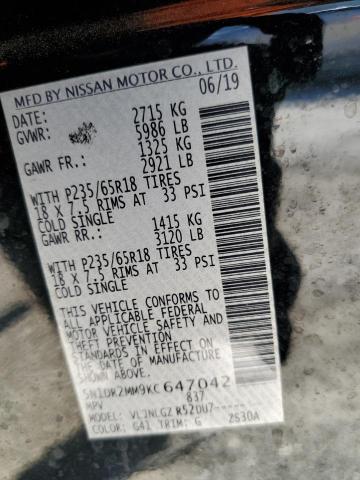 MFD BY NISSAN MOTOR CO., LTD.
DATE: 06/19
GVWR: 2715 KG
5986 LB
GAWR FR.: 1325 KG
2921 LB
WITH P235/65R18 TIRES
18 X 7.5 RIMS AT 33 PSI
COLD SINGLE
GAWR RR.: 1415 KG
3120 LB
WITH P235/65R18 TIRES
18 X 7.5 RIMS AT 33 PSI
COLD SINGLE
THIS VEHICLE CONFORMS TO
ALL APPLICABLE FEDERAL
MOTOR VEHICLE SAFETY AND
THEFT PREVENTION
STANDARDS IN EFFECT ON
THE DATE OF MANUFACTURE
5N1DR2MM9KC647042
MPV 837
MODEL: VLJNLGZ R52DU7-----
COLOR: G41 TRIM: G 2S30A